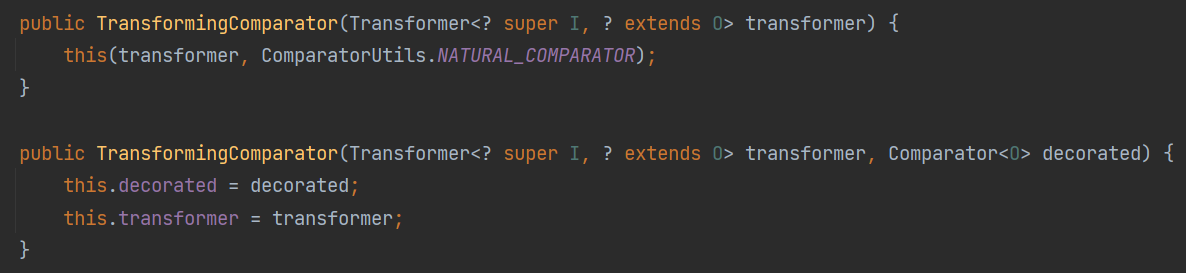 public TransformingComparator(Transformer<? super I, ? extends O> transformer) {
    this(transformer, ComparatorUtils.NATURAL_COMPARATOR);
}

public TransformingComparator(Transformer<? super I, ? extends O> transformer, Comparator<O> decorated) {
    this.decorated = decorated;
    this.transformer = transformer;
}